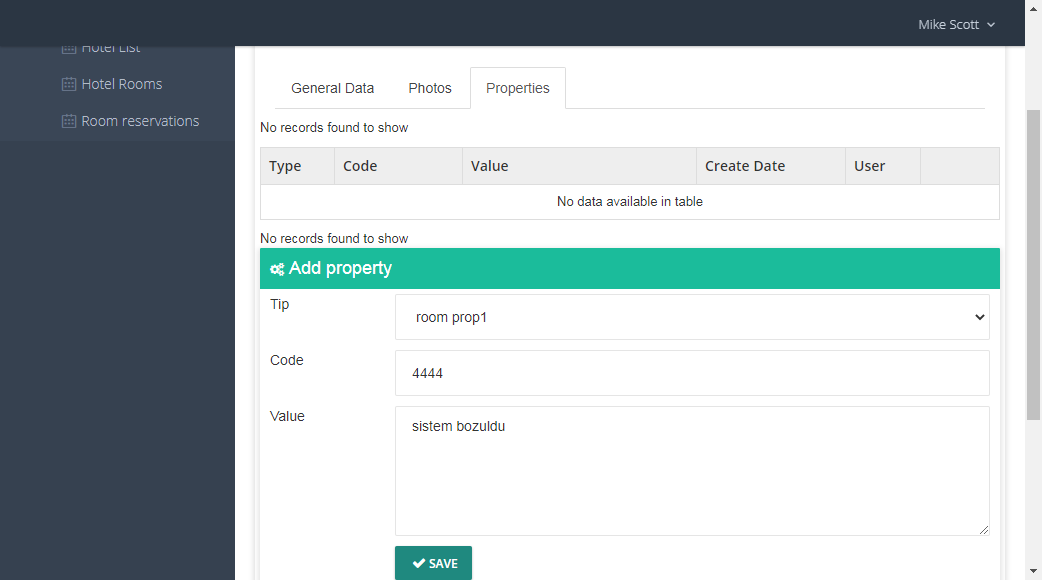 Mike Scott
Hotel List
Hotel Rooms
Room reservations
General Data Photos Properties
No records found to show
Type Code Value Create Date User
No data available in table
No records found to show
Add property
Tip
room prop1
Code
4444
Value
sistem bozuldu
SAVE